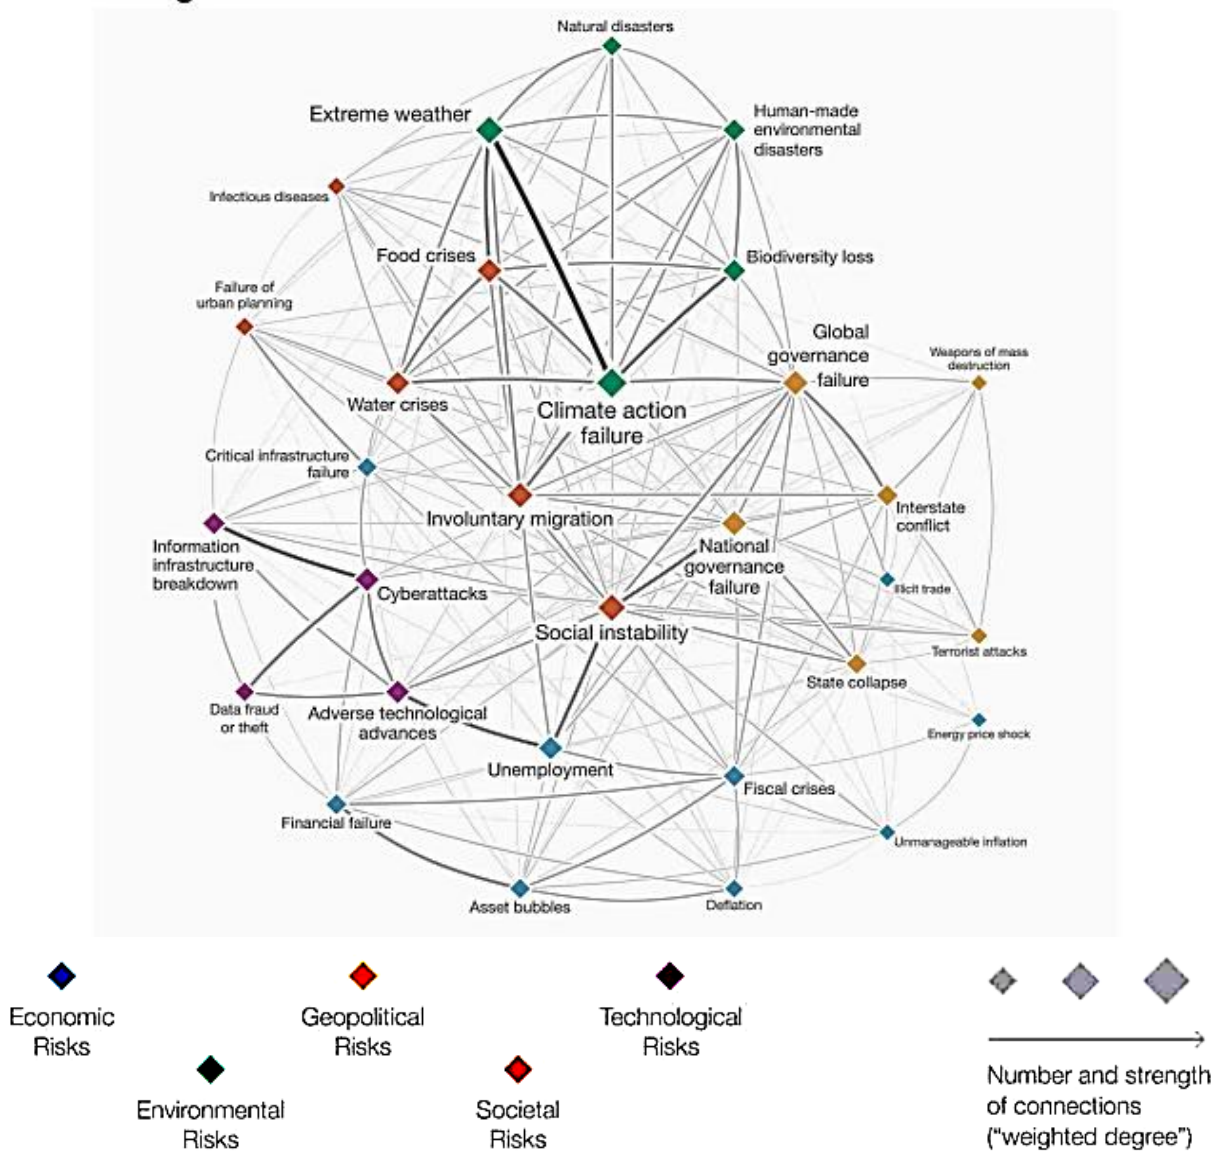 Natural disasters
Extreme weather
Human-made
environmental
disasters
Infectious diseases
Food crises
Biodiversity loss
Failure of
urban planning
Global
governance
failure
Weapons of mass
destruction
Water crises
Climate action
failure
Critical infrastructure
failure
Involuntary migration
Interstate
conflict
Information
infrastructure
breakdown
National
governance
failure
Cyberattacks
Illicit trade
Social instability
Terrorist attacks
State collapse
Data fraud
or theft
Adverse technological
advances
Energy price shock
Unemployment
Fiscal crises
Financial failure
Unmanageable inflation
Asset bubbles
Deflation
Economic
Risks
Geopolitical
Risks
Technological
Risks
Environmental
Risks
Societal
Risks
Number and strength
of connections
("weighted degree")